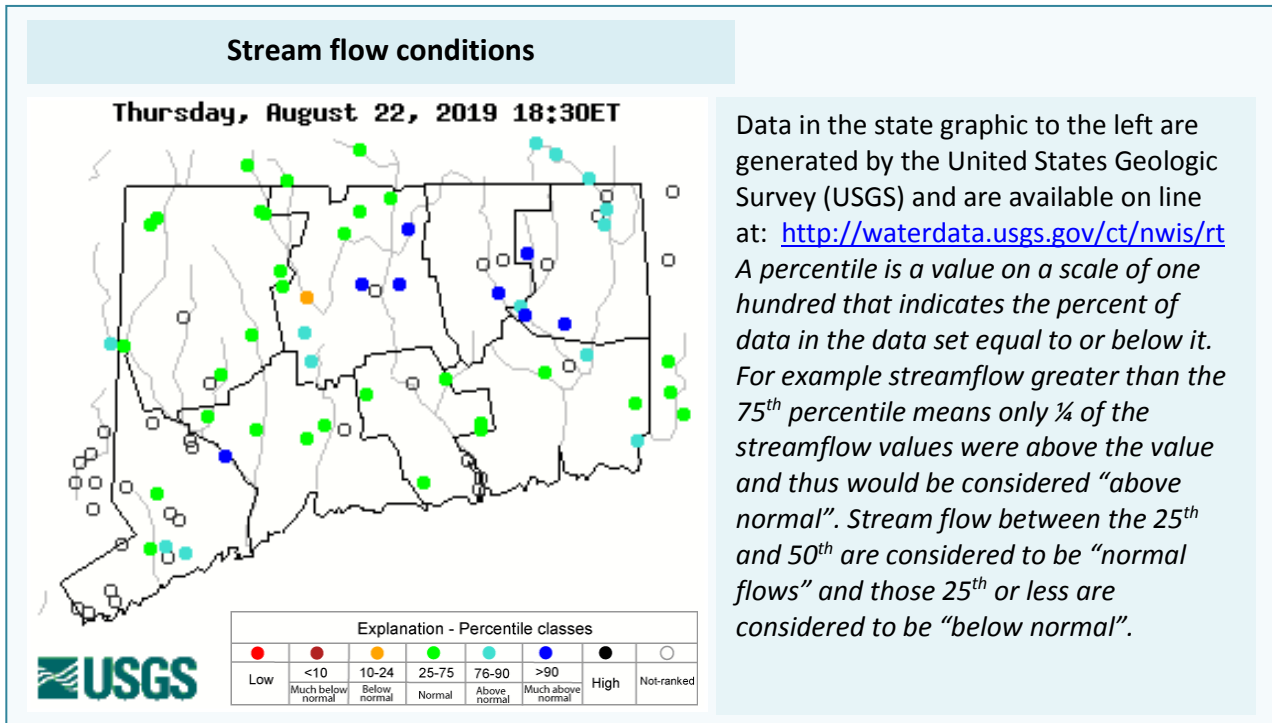 Stream flow conditions
Thursday, August 22, 2019 18:30ET
Data in the state graphic to the left are
generated by the United States Geologic
Survey (USGS) and are available on line
at: http://waterdata.usgs.gov/ct/nwis/rt
A percentile is a value on a scale of one
hundred that indicates the percent of
data in the data set equal to or below it.
For example streamflow greater than the
75th percentile means only ¼ of the
streamflow values were above the value
and thus would be considered “above
normal”. Stream flow between the 25th
and 50th are considered to be “normal
flows” and those 25th or less are
considered to be “below normal”.
Explanation - Percentile classes
Low <10 10-24 25-75 76-90 >90 High Not-ranked
Much below normal Below normal Normal Above normal Much above normal
USGS